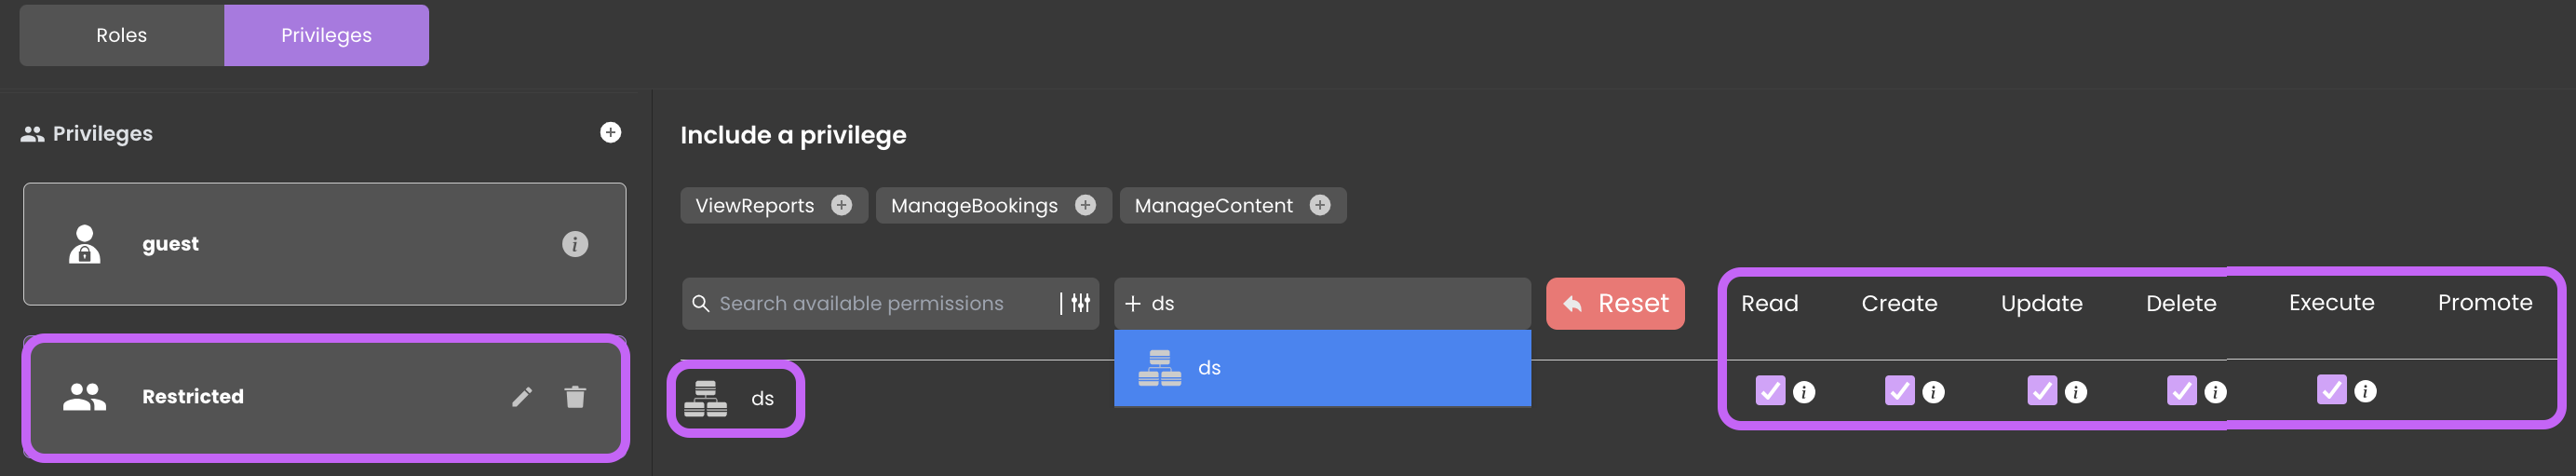 Roles Privileges
Privileges
Include a privilege
guest
ViewReports ManageBookings ManageContent
Search available permissions ds Reset Read Create Update Delete Execute Promote
ds
Restricted
ds